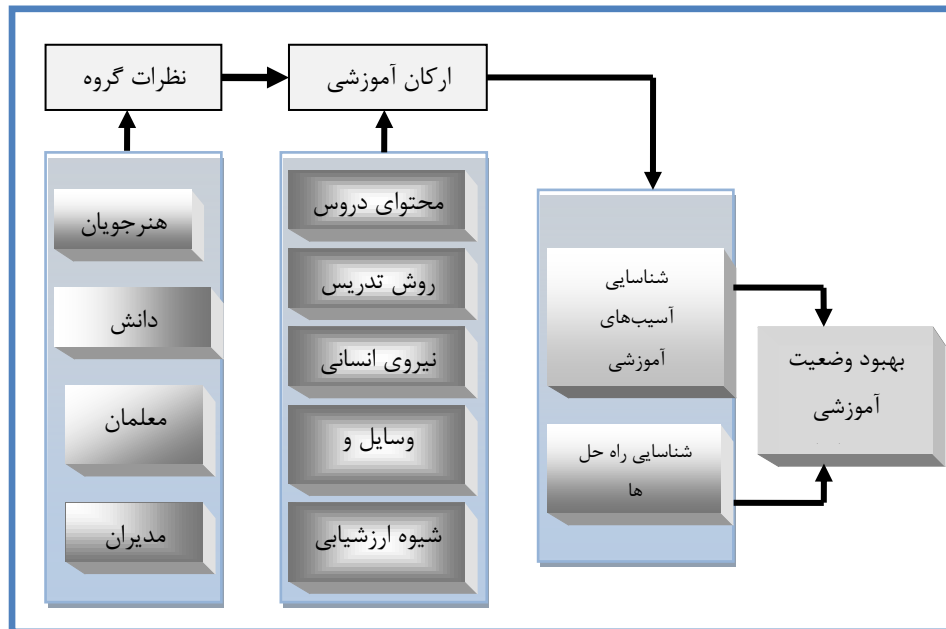 نظرات گروه
ارکان آموزشی
هنرجویان
دانش
معلمان
مدیران
محتوای دروس
روش تدریس
نیروی انسانی
وسایل و
شیوه ارزشیابی
شناسایی
آسیب‌های
آموزشی
شناسایی راه حل
ها
بهبود وضعیت
آموزشی